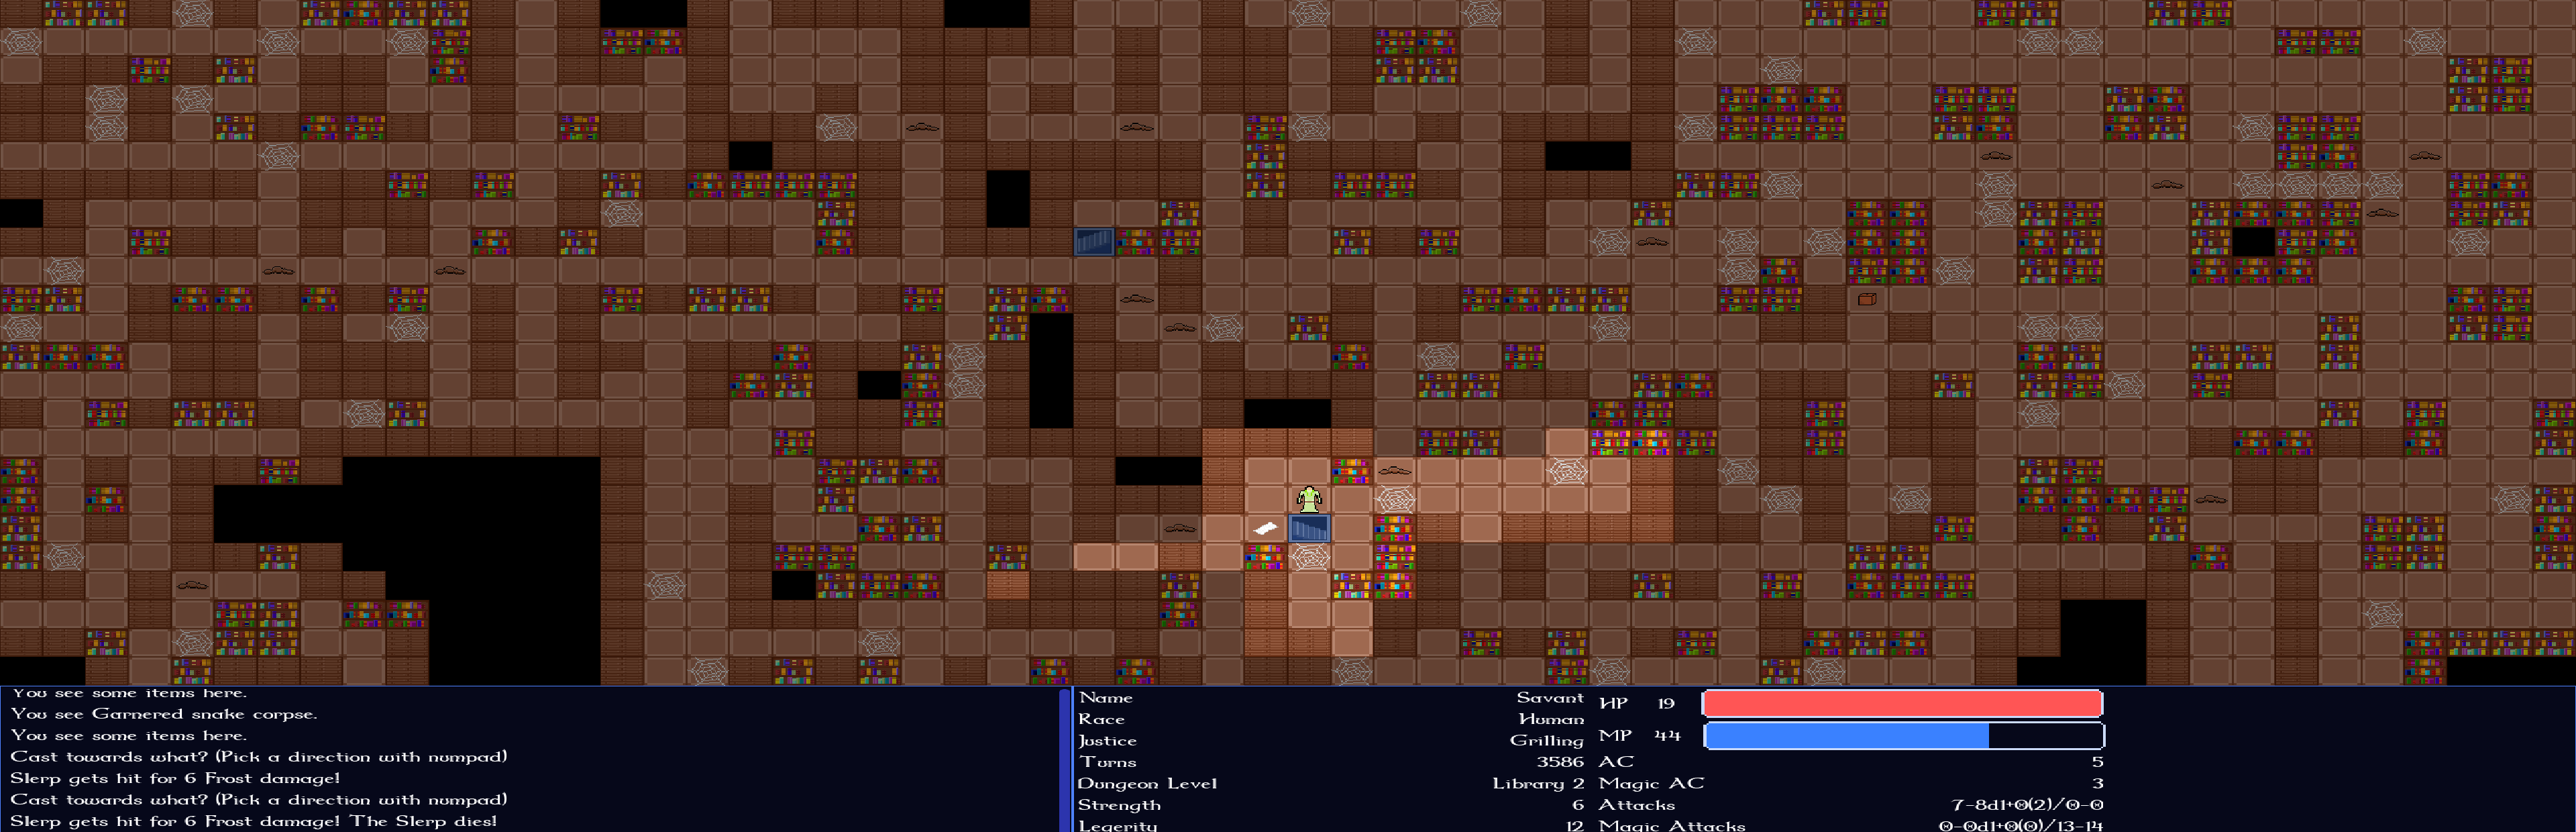 You see some items here.
You see Garnered snake corpse.
You see some items here.
Cast towards what? (Pick a direction with numpad)
Slerp gets hit for 6 Frost damage!
Cast towards what? (Pick a direction with numpad)
Slerp gets hit for 6 Frost damage! The Slerp dies!
Name Savant
Race Human
Justice Grilling
Turns 3586
Dungeon Level Library 2
Strength 6
Legerity 12
HP 19
MP 44
AC 5
Magic AC 3
Attacks 7-8d1+0(2)/0-0
Magic Attacks 0-0d1+0(0)/13-14